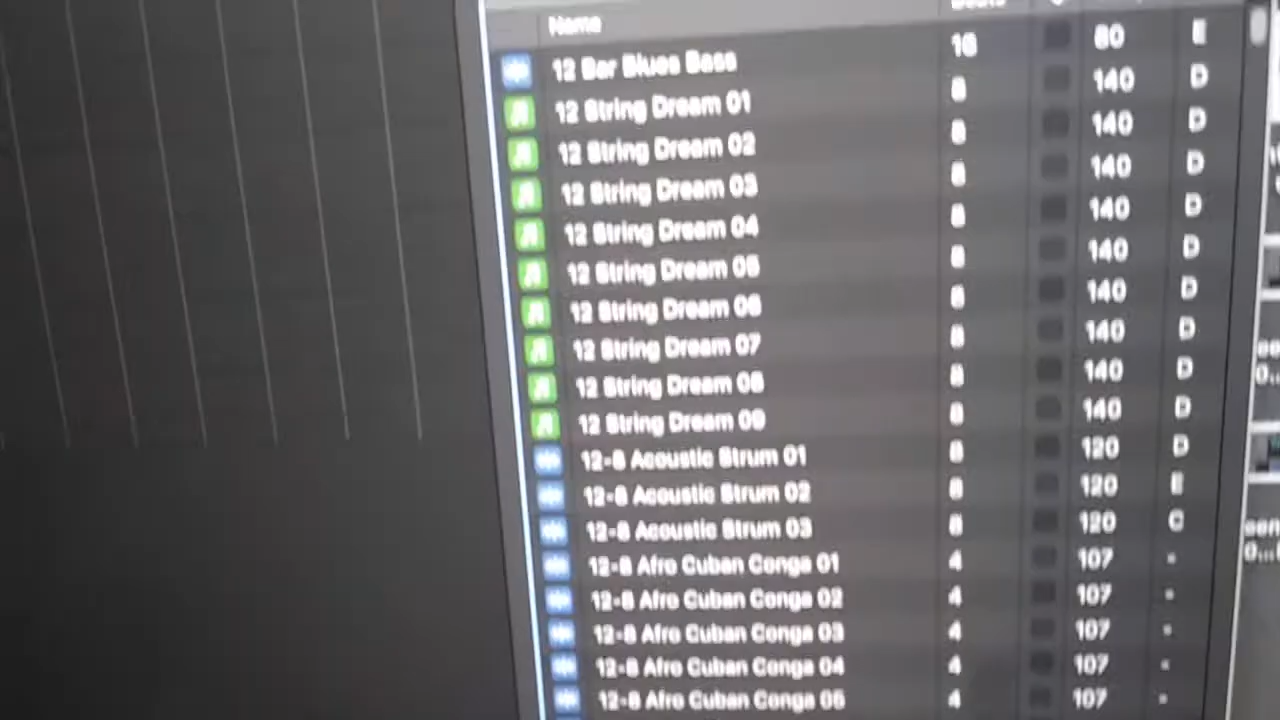 Name Beats
12 Bar Blues Bass 16 80 E
12 String Dream 01 8 140 D
12 String Dream 02 8 140 D
12 String Dream 03 8 140 D
12 String Dream 04 8 140 D
12 String Dream 05 8 140 D
12 String Dream 06 8 140 D
12 String Dream 07 8 140 D
12 String Dream 08 8 140 D
12 String Dream 09 8 140 D
12-8 Acoustic Strum 01 8 120 D
12-8 Acoustic Strum 02 8 120 E
12-8 Acoustic Strum 03 8 120 C
12-8 Afro Cuban Conga 01 4 107 -
12-8 Afro Cuban Conga 02 4 107 -
12-8 Afro Cuban Conga 03 4 107 -
12-8 Afro Cuban Conga 04 4 107 -
12-8 Afro Cuban Conga 05 4 107 -